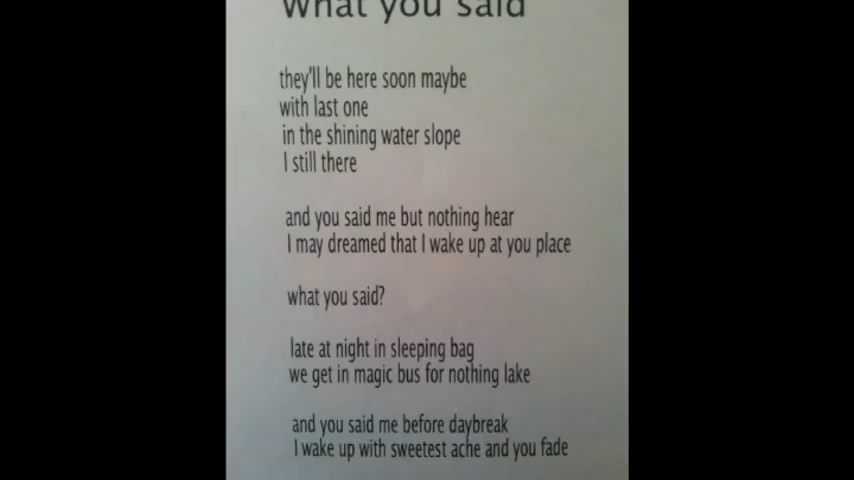 What you said
they'll be here soon maybe
with last one
in the shining water slope
I still there
and you said me but nothing hear
I may dreamed that I wake up at you place
what you said?
late at night in sleeping bag
we get in magic bus for nothing lake
and you said me before daybreak
I wake up with sweetest ache and you fade